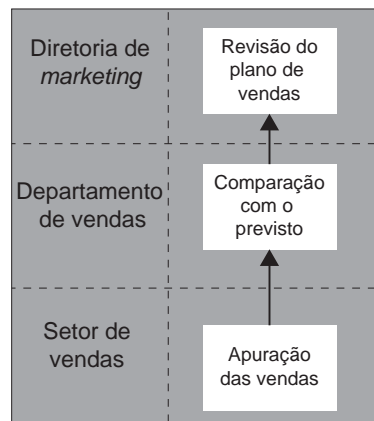 Diretoria de
marketing
Revisão do
plano de
vendas
Departamento
de vendas
Comparação
com o
previsto
Setor de
vendas
Apuração
das vendas